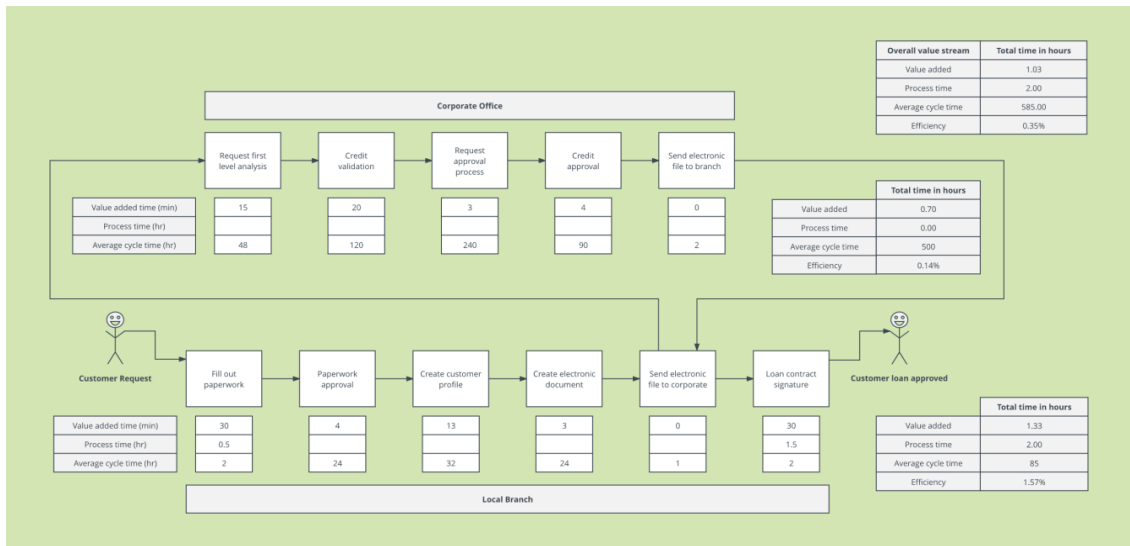 Overall value stream Total time in hours
Value added 1.03
Process time 2.00
Average cycle time 585.00
Efficiency 0.35%
Corporate Office
Request first
level analysis
Credit
validation
Request
approval
process
Credit
approval
Send electronic
file to branch
Value added time (min) 15 20 3 4 0
Process time (hr)
Average cycle time (hr) 48 120 240 90 2
Total time in hours
Value added 0.70
Process time 0.00
Average cycle time 500
Efficiency 0.14%
Customer Request
Fill out
paperwork
Paperwork
approval
Create customer
profile
Create electronic
document
Send electronic
file to corporate
Loan contract
signature
Customer loan approved
Value added time (min) 30 4 13 3 0 30
Process time (hr) 0.5 1.5
Average cycle time (hr) 2 24 32 24 1 2
Total time in hours
Value added 1.33
Process time 2.00
Average cycle time 85
Efficiency 1.57%
Local Branch